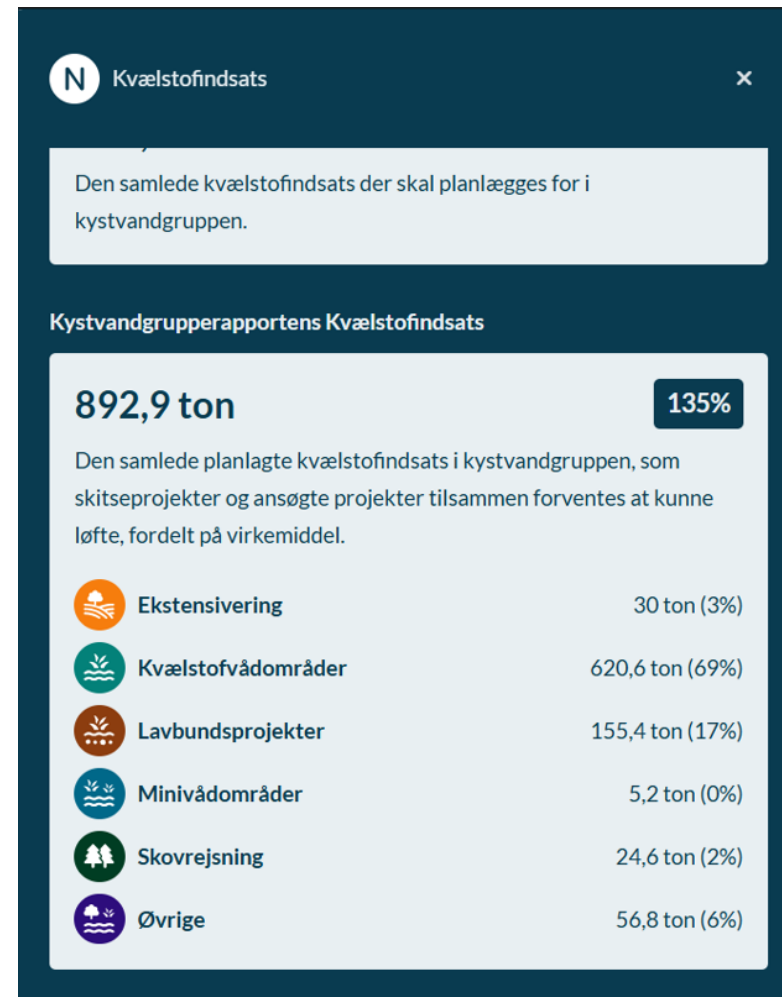 N Kvælstofindsats ×
Den samlede kvælstofindsats der skal planlægges for i
kystvandgruppen.
Kystvandgrupperapportens Kvælstofindsats
892,9 ton 135%
Den samlede planlagte kvælstofindsats i kystvandgruppen, som
skitseprojekter og ansøgte projekter tilsammen forventes at kunne
løfte, fordelt på virkemiddel.
Ekstensivering 30 ton (3%)
Kvælstofvådområder 620,6 ton (69%)
Lavbundsprojekter 155,4 ton (17%)
Minivådområder 5,2 ton (0%)
Skovrejsning 24,6 ton (2%)
Øvrige 56,8 ton (6%)